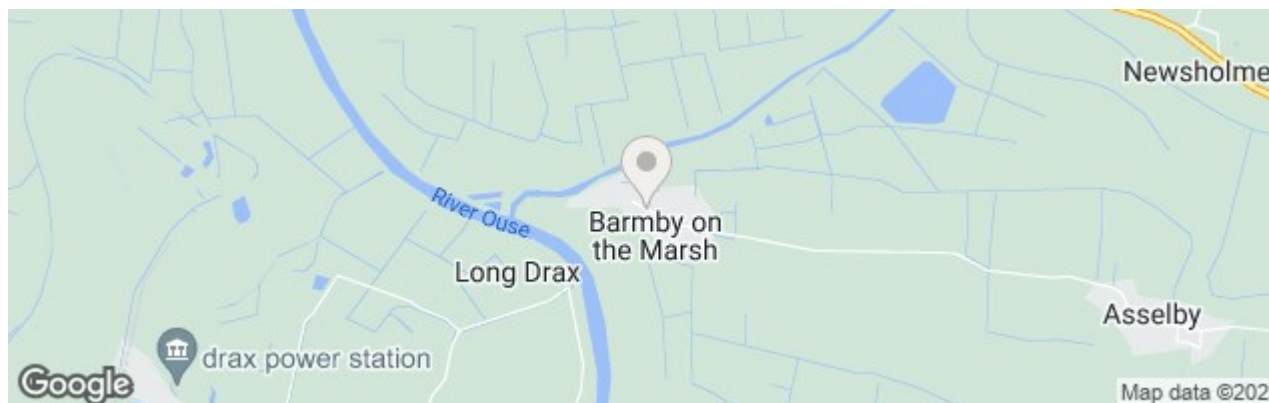 Newsholme
River Ouse
Barmby on
the Marsh
Long Drax
Asselby
drax power station
Google
Map data ©202